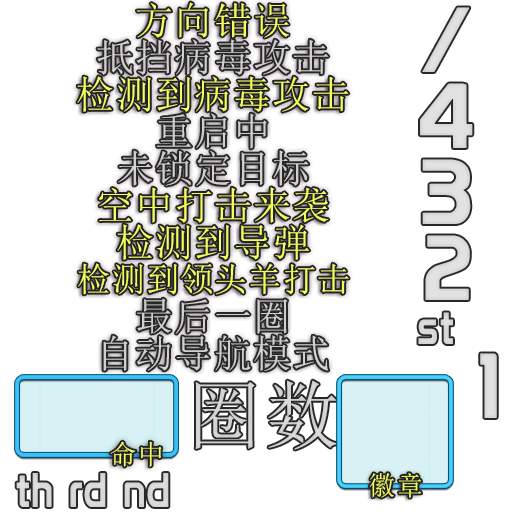 方向错误
抵挡病毒攻击
检测到病毒攻击
重启中
未锁定目标
空中打击来袭
检测到导弹
检测到领头羊打击
最后一圈
自动导航模式
/
4
3
2
st
1
圈数
命中
徽章
th rd nd